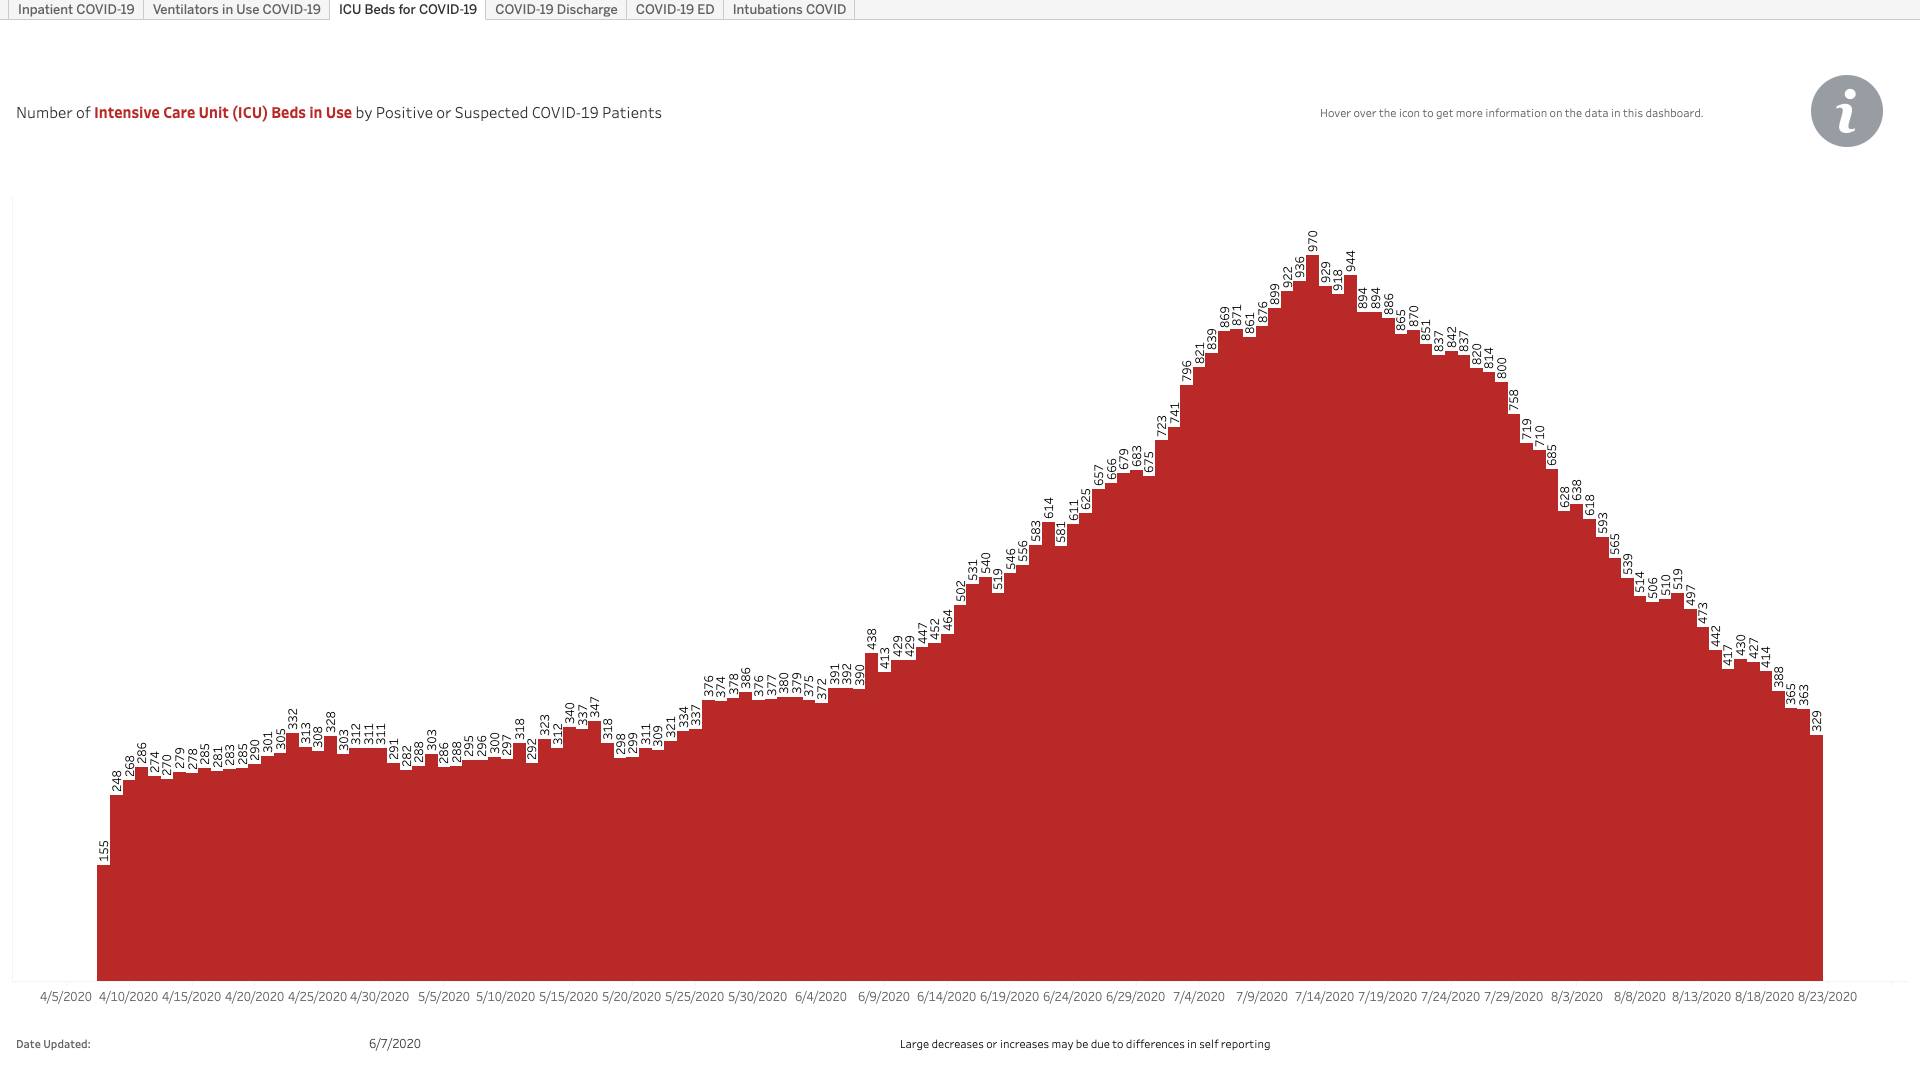 Inpatient COVID-19 Ventilators in Use COVID-19 ICU Beds for COVID-19 COVID-19 Discharge COVID-19 ED Intubations COVID
Number of Intensive Care Unit (ICU) Beds in Use by Positive or Suspected COVID-19 Patients
Hover over the icon to get more information on the data in this dashboard.
i
155 248 268 286 274 270 279 278 285 281 283 285 290 301 305 332 313 308 328 303 312 311 311 291 282 288 303 286 288 295 296 300 297 318 292 323 312 340 337 347 318 298 299 311 309 321 334 337 376 374 378 386 376 377 380 379 375 372 391 392 390 438 413 429 429 447 452 464 502 531 540 519 546 556 583 614 581 611 625 657 666 679 683 675 723 741 796 821 839 869 871 861 876 899 922 936 970 929 918 944 894 894 886 865 870 851 837 842 837 820 814 800 758 719 710 685 628 638 618 593 565 539 514 506 510 519 497 473 442 417 430 427 414 388 365 363 329
4/5/2020 4/10/2020 4/15/2020 4/20/2020 4/25/2020 4/30/2020 5/5/2020 5/10/2020 5/15/2020 5/20/2020 5/25/2020 5/30/2020 6/4/2020 6/9/2020 6/14/2020 6/19/2020 6/24/2020 6/29/2020 7/4/2020 7/9/2020 7/14/2020 7/19/2020 7/24/2020 7/29/2020 8/3/2020 8/8/2020 8/13/2020 8/18/2020 8/23/2020
Date Updated: 6/7/2020 Large decreases or increases may be due to differences in self reporting